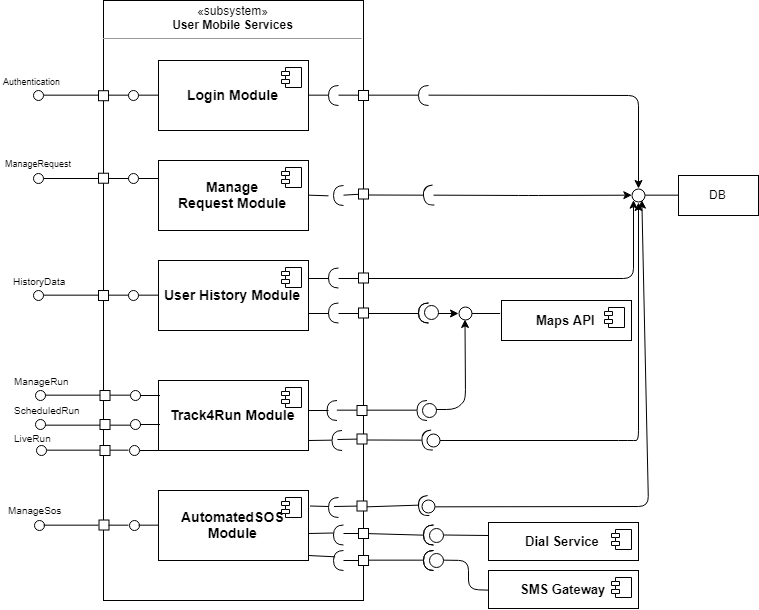 «subsystem»
User Mobile Services
Authentication
Login Module
ManageRequest
Manage
Request Module
DB
HistoryData
User History Module
Maps API
ManageRun
ScheduledRun
LiveRun
Track4Run Module
ManageSos
AutomatedSOS
Module
Dial Service
SMS Gateway